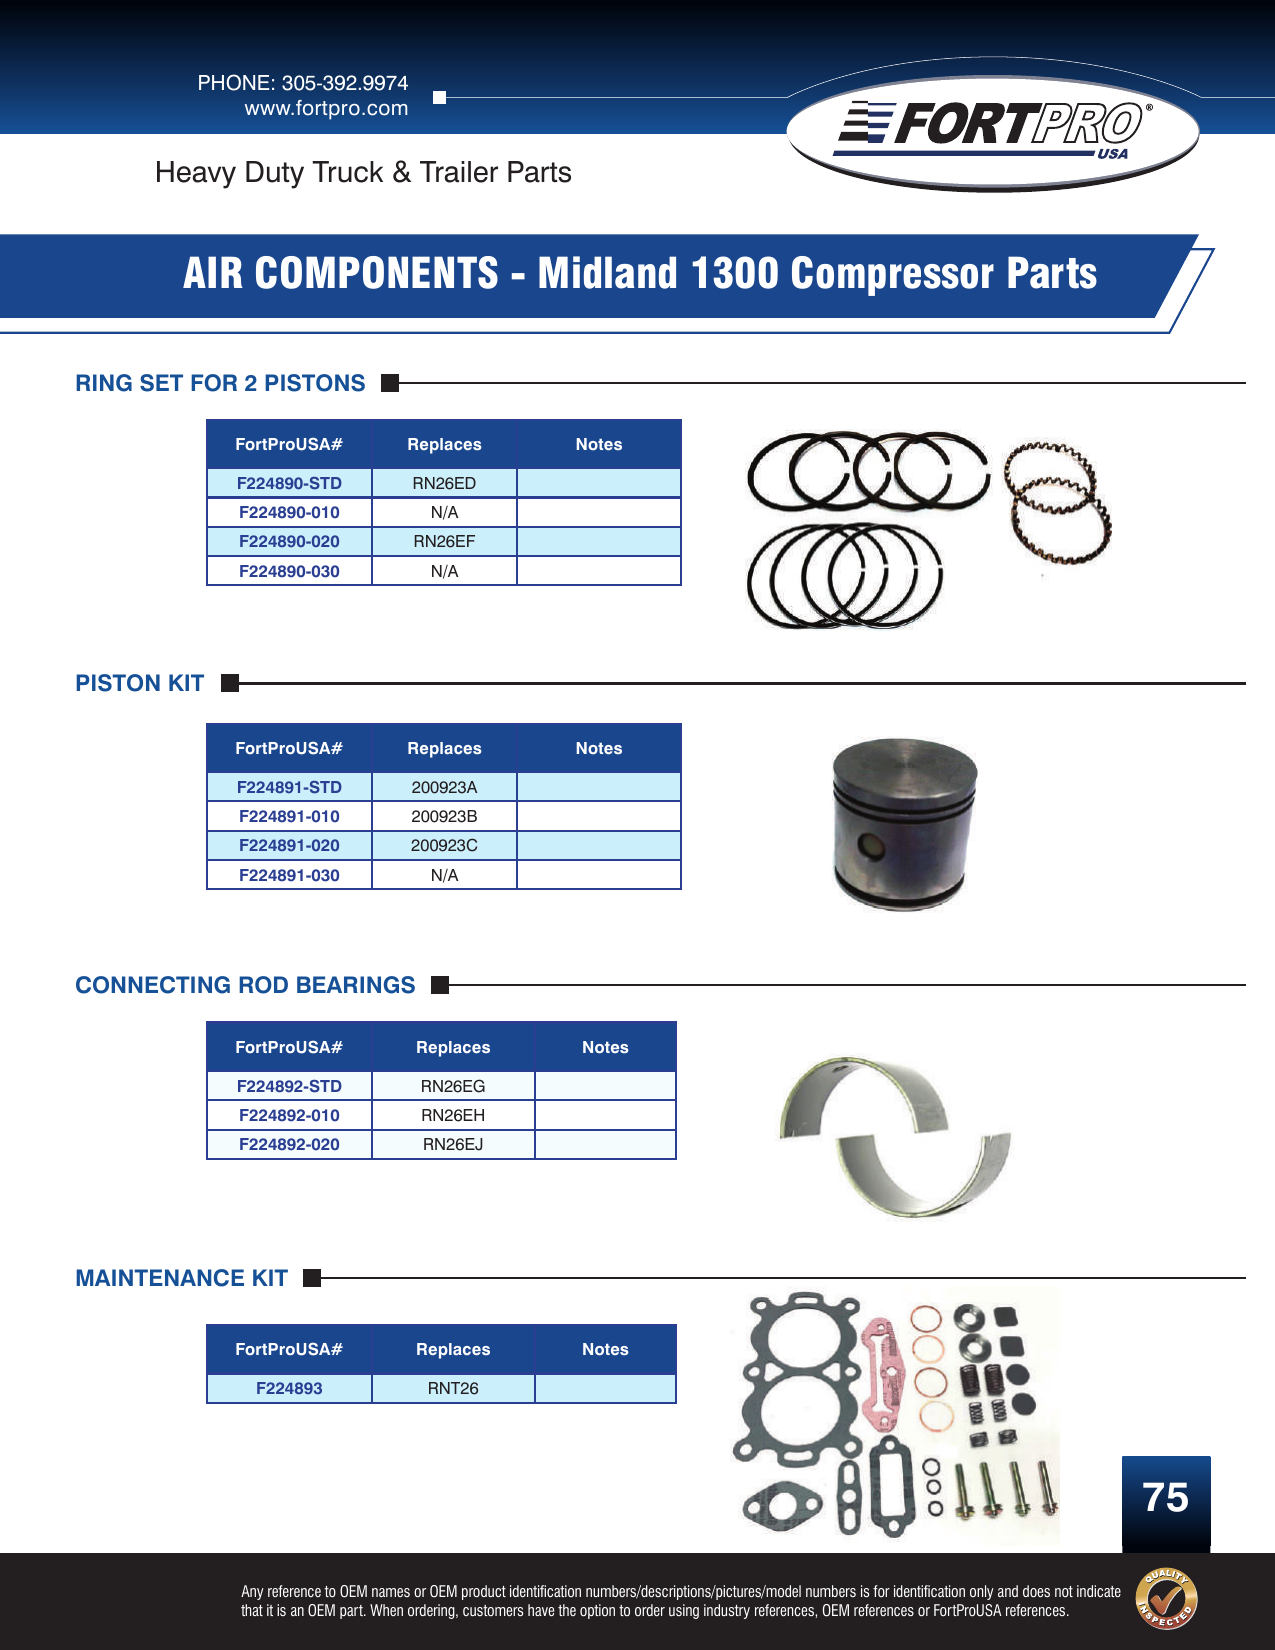 PHONE: 305-392.9974
www.fortpro.com
FORTPRO®
USA
Heavy Duty Truck & Trailer Parts
AIR COMPONENTS - Midland 1300 Compressor Parts
RING SET FOR 2 PISTONS
FortProUSA# Replaces Notes
F224890-STD RN26ED
F224890-010 N/A
F224890-020 RN26EF
F224890-030 N/A
PISTON KIT
FortProUSA# Replaces Notes
F224891-STD 200923A
F224891-010 200923B
F224891-020 200923C
F224891-030 N/A
CONNECTING ROD BEARINGS
FortProUSA# Replaces Notes
F224892-STD RN26EG
F224892-010 RN26EH
F224892-020 RN26EJ
MAINTENANCE KIT
FortProUSA# Replaces Notes
F224893 RNT26
75
Any reference to OEM names or OEM product identification numbers/descriptions/pictures/model numbers is for identification only and does not indicate
that it is an OEM part. When ordering, customers have the option to order using industry references, OEM references or FortProUSA references.
QUALITY
INSPECTED